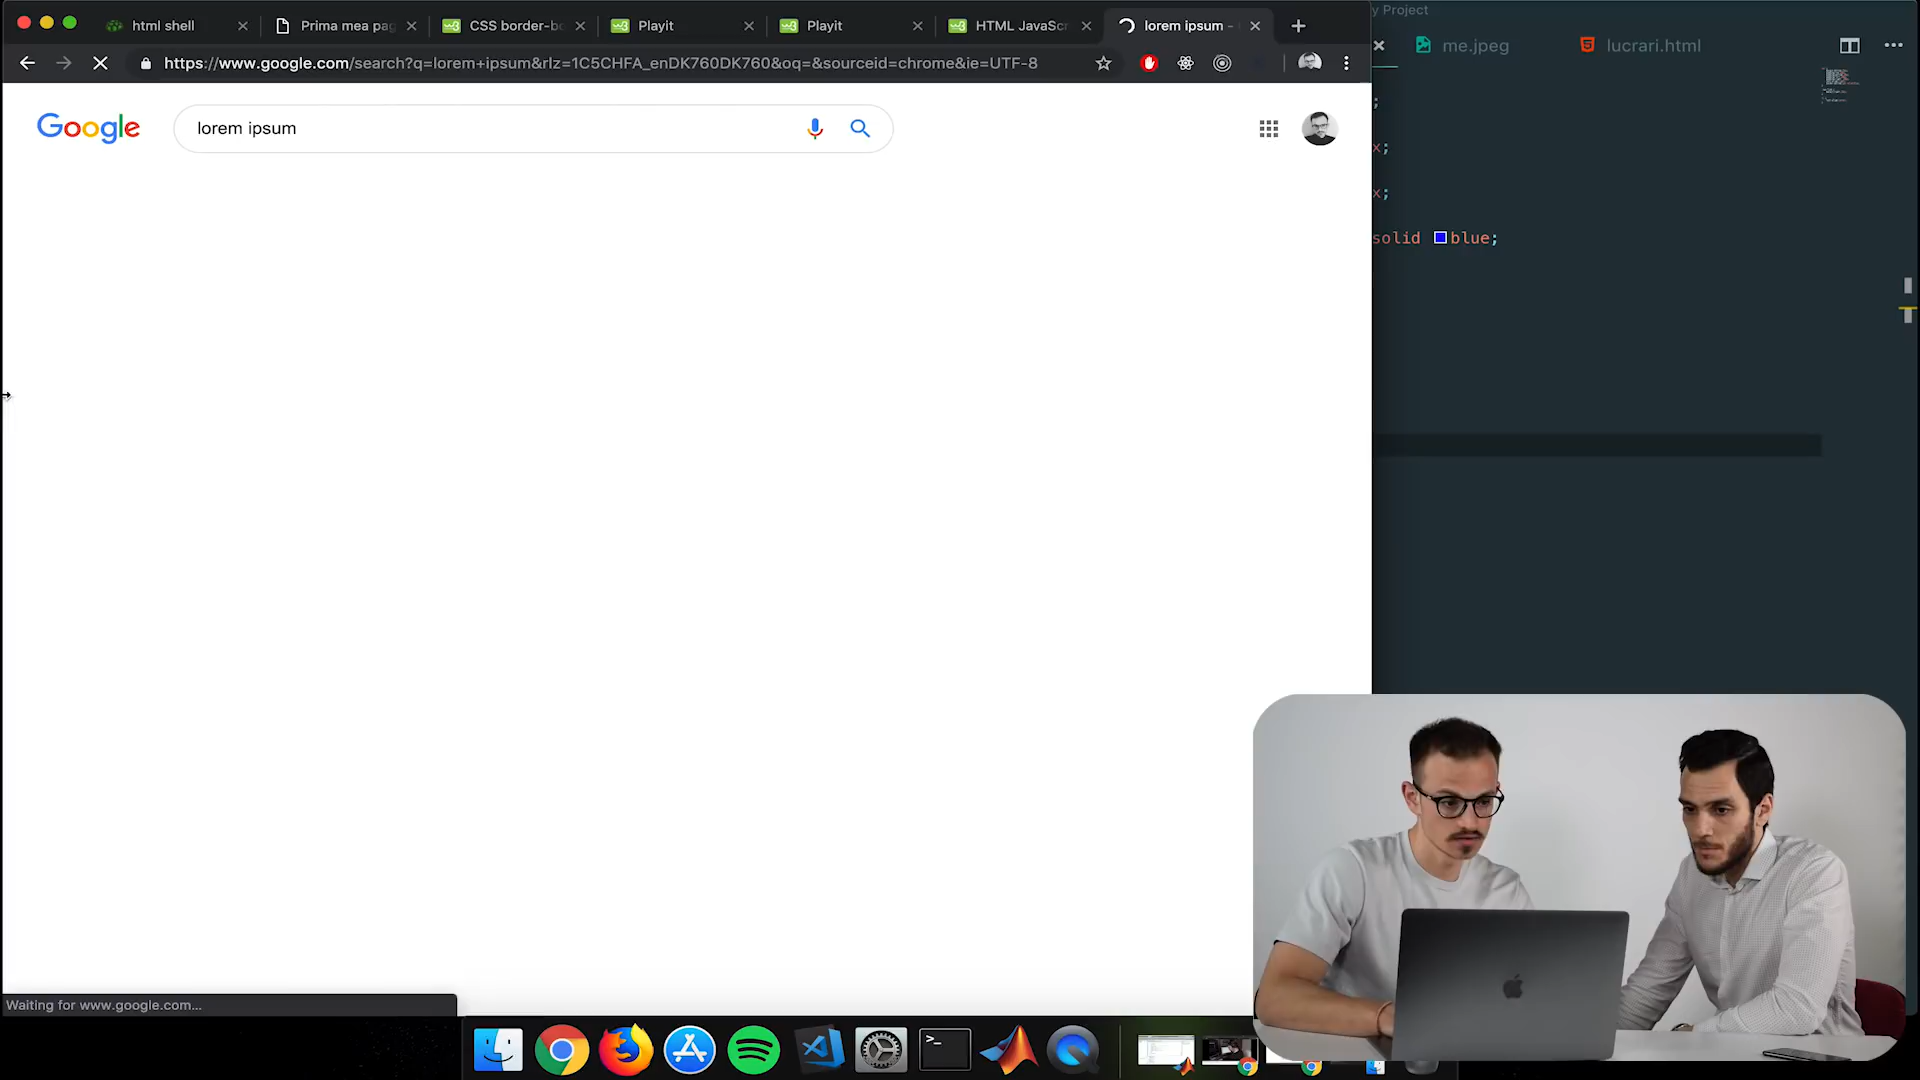 html shell
Prima mea pag
CSS border-bo
Playit
Playit
HTML JavaScr
lorem ipsum -
y Project
https://www.google.com/search?q=lorem+ipsum&rlz=1C5CHFA_enDK760DK760&oq=&sourceid=chrome&ie=UTF-8
me.jpeg
lucrari.html
Google
lorem ipsum
;
x;
x;
solid blue;
Waiting for www.google.com...